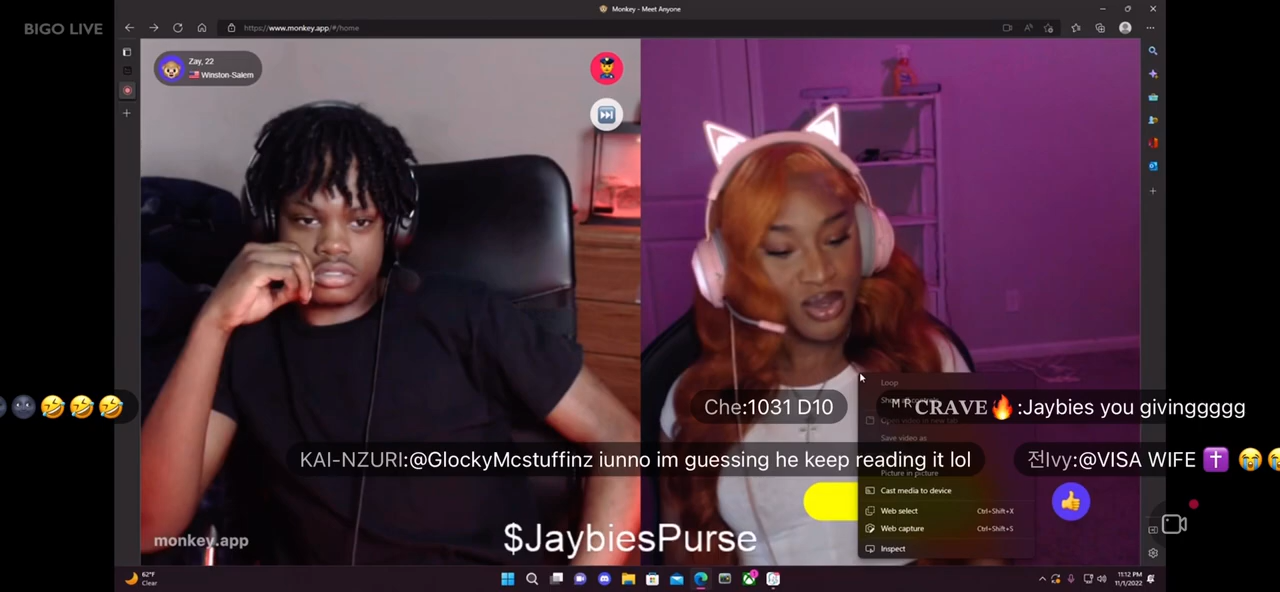 BIGO LIVE
Monkey - Meet Anyone
https://www.monkey.app/#/home
Zay, 22
Winston-Salem
Loop
Che:1031 D10
ᴹᴿCRAVE🔥:Jaybies you givinggggg
Save video as
KAI-NZURI:@GlockyMcstuffinz iunno im guessing he keep reading it lol
전Ivy:@VISA WIFE ✝️ 😭
Picture in picture
Cast media to device
Web select Ctrl+Shift+X
Web capture Ctrl+Shift+S
Inspect
monkey.app
$JaybiesPurse
62°F
Clear
11:12 PM
11/1/2022